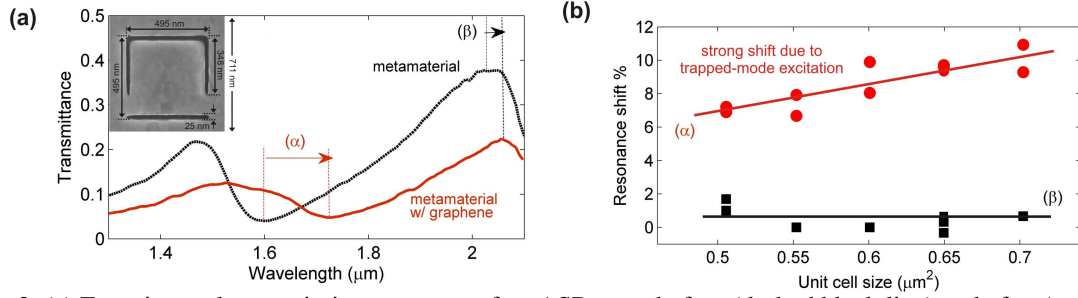 (a)
0.5
0.4
0.3
0.2
0.1
0
Transmittance
495 nm
495 nm
348 nm
711 nm
25 nm
metamaterial
(β)
(α)
metamaterial
w/ graphene
1.4
1.6
1.8
2
Wavelength (μm)
(b)
12
10
8
6
4
2
0
Resonance shift %
strong shift due to
trapped-mode excitation
(α)
(β)
0.5
0.55
0.6
0.65
0.7
Unit cell size (μm²)